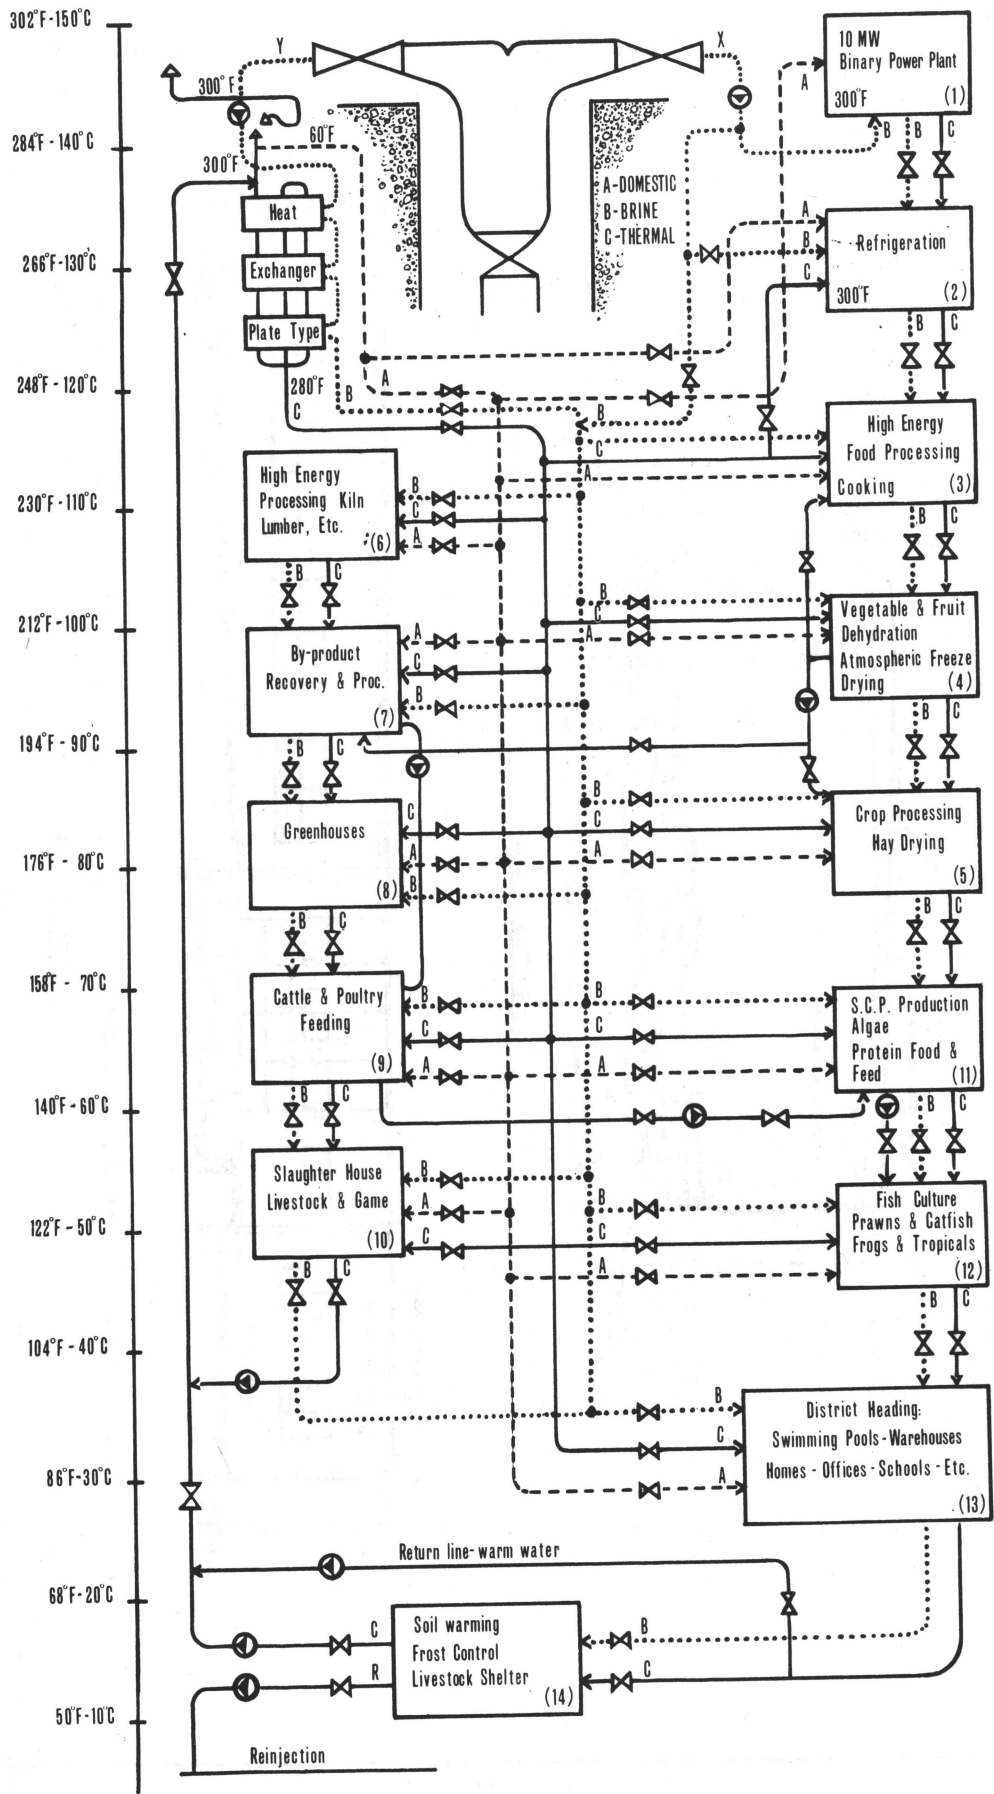 302°F-150°C
284°F-140°C
266°F-130°C
248°F-120°C
230°F-110°C
212°F-100°C
194°F-90°C
176°F-80°C
158°F-70°C
140°F-60°C
122°F-50°C
104°F-40°C
86°F-30°C
68°F-20°C
50°F-10°C
Y
X
300°F
60°F
300°F
Heat
Exchanger
Plate Type
280°F
C
B
A
A-DOMESTIC
B-BRINE
C-THERMAL
A
B
10 MW
Binary Power Plant
300°F
(1)
B
C
A
B
C
Refrigeration
300°F
(2)
B
C
B
C
A
High Energy
Food Processing
Cooking
(3)
B
C
High Energy
Processing Kiln
Lumber, Etc.
(6)
B
C
A
B
C
B
C
A
Vegetable & Fruit
Dehydration
Atmospheric Freeze
Drying
(4)
B
C
By-product
Recovery & Proc.
(7)
A
C
B
B
C
B
C
A
Crop Processing
Hay Drying
(5)
B
C
Greenhouses
(8)
C
A
B
B
C
Cattle & Poultry
Feeding
(9)
B
C
A
B
C
B
C
A
S.C.P. Production
Algae
Protein Food &
Feed
(11)
B
C
Slaughter House
Livestock & Game
(10)
B
A
C
B
C
B
C
A
Fish Culture
Prawns & Catfish
Frogs & Tropicals
(12)
B
C
B
C
A
District Heading:
Swimming Pools-Warehouses
Homes-Offices-Schools-Etc.
(13)
Return line-warm water
C
R
Soil warming
Frost Control
Livestock Shelter
(14)
B
C
Reinjection